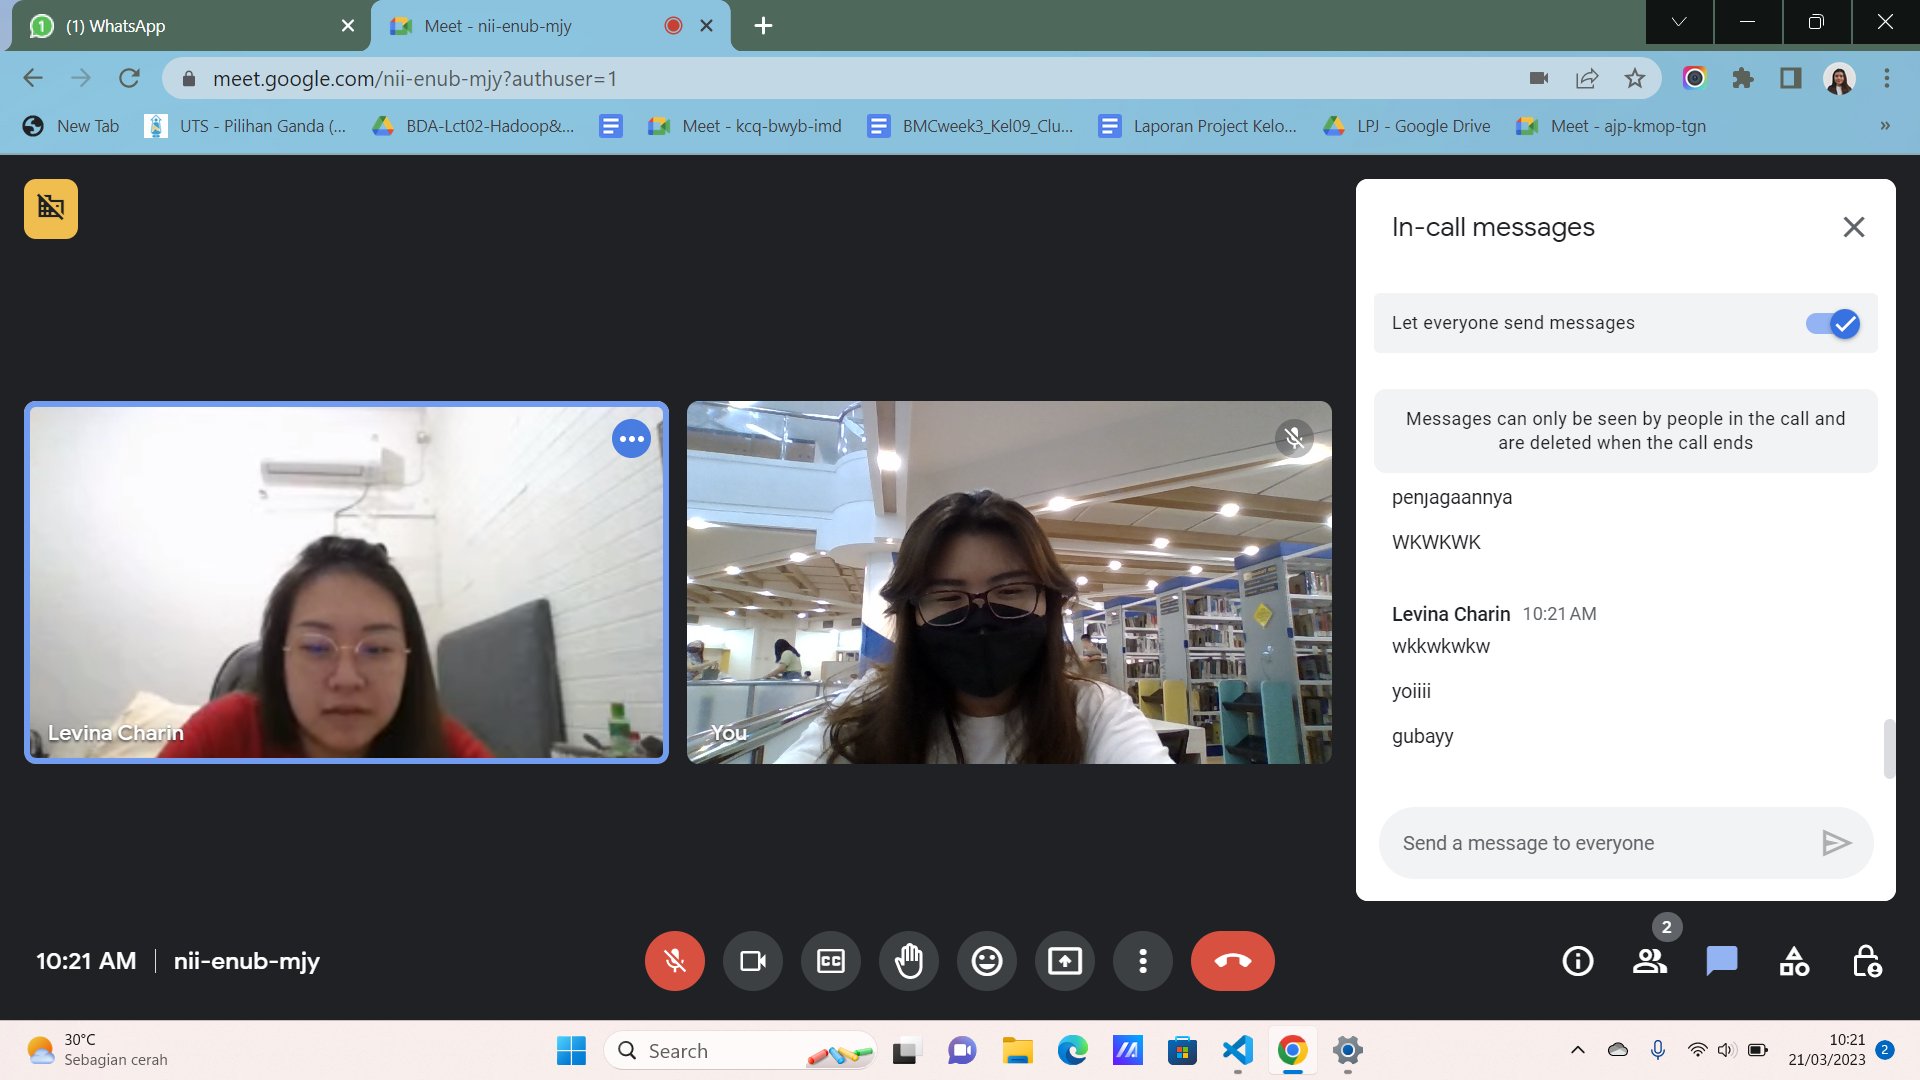 (1) WhatsApp
Meet - nii-enub-mjy
meet.google.com/nii-enub-mjy?authuser=1
New Tab
UTS - Pilihan Ganda (...
BDA-Lct02-Hadoop&...
Meet - kcq-bwyb-imd
BMCweek3_Kel09_Clu...
Laporan Project Kelo...
LPJ - Google Drive
Meet - ajp-kmop-tgn
»
In-call messages
Let everyone send messages
Messages can only be seen by people in the call and
are deleted when the call ends
penjagaannya
WKWKWK
Levina Charin 10:21 AM
wkkwkwkw
yoiiii
gubayy
Send a message to everyone
Levina Charin
You
10:21 AM
nii-enub-mjy
CC
2
30°C
Sebagian cerah
Search
10:21
21/03/2023
2